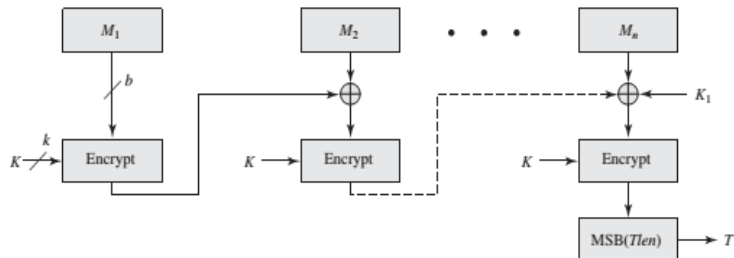 M₁
M₂
• • •
Mₙ
b
K₁
k
K
Encrypt
K
Encrypt
K
Encrypt
MSB(Tlen)
T